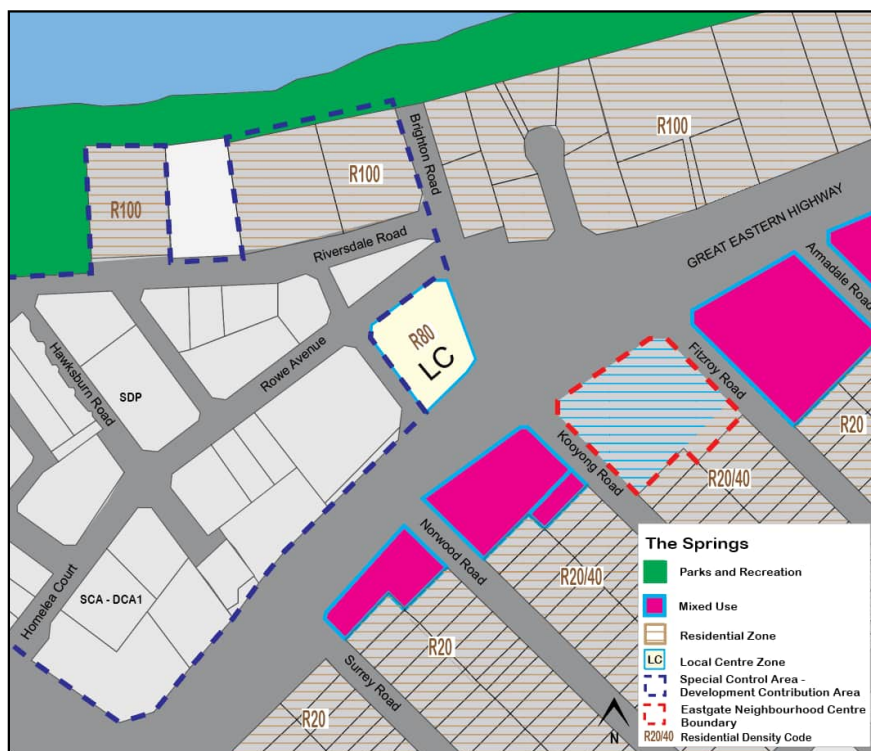 Brighton Road
R100
R100
R100
Riversdale Road
GREAT EASTERN HIGHWAY
Armadale Road
Hawksburn Road
SDP
Rowe Avenue
R80
LC
Fitzroy Road
R20
Kooyong Road
R20/40
Norwood Road
R20/40
Homelea Court
SCA - DCA1
R20
Surrey Road
R20
The Springs
Parks and Recreation
Mixed Use
Residential Zone
LC Local Centre Zone
Special Control Area -
Development Contribution Area
Eastgate Neighbourhood Centre
Boundary
R20/40 Residential Density Code
N